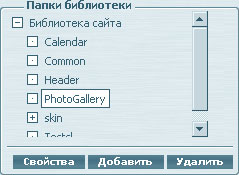 Папки библиотеки
Библиотека сайта
Calendar
Common
Header
PhotoGallery
skin
Свойства Добавить Удалить